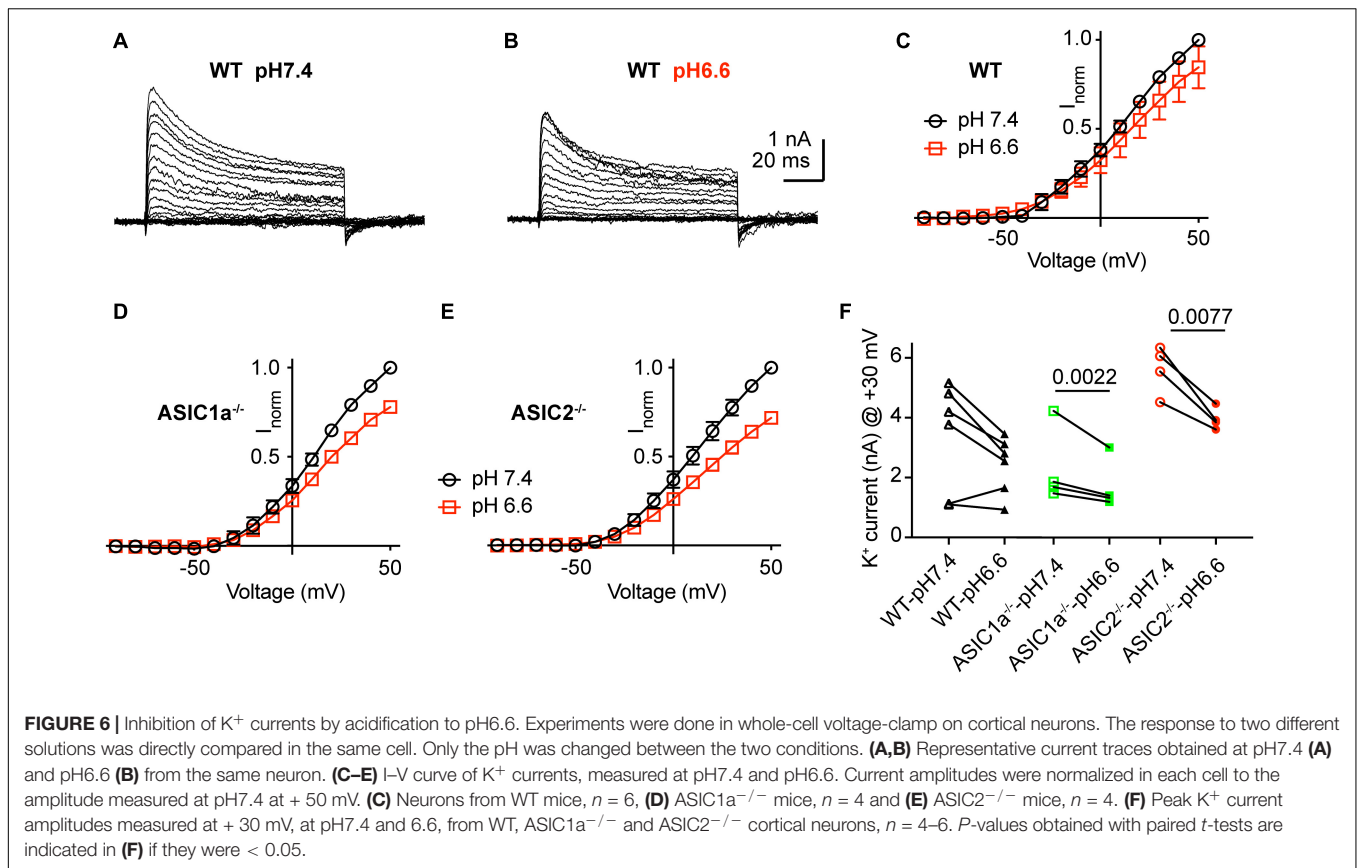 A
WT pH7.4
B
WT pH6.6
1 nA
20 ms
C
WT
pH 7.4
pH 6.6
I_norm
1.0
0.5
-50
50
Voltage (mV)
D
ASIC1a⁻/⁻
I_norm
1.0
0.5
-50
50
Voltage (mV)
E
ASIC2⁻/⁻
pH 7.4
pH 6.6
I_norm
1.0
0.5
-50
50
Voltage (mV)
F
K⁺ current (nA) @ +30 mV
6
4
2
0
0.0022
0.0077
WT-pH7.4
WT-pH6.6
ASIC1a⁻/⁻-pH7.4
ASIC1a⁻/⁻-pH6.6
ASIC2⁻/⁻-pH7.4
ASIC2⁻/⁻-pH6.6
FIGURE 6 | Inhibition of K⁺ currents by acidification to pH6.6. Experiments were done in whole-cell voltage-clamp on cortical neurons. The response to two different
solutions was directly compared in the same cell. Only the pH was changed between the two conditions. (A,B) Representative current traces obtained at pH7.4 (A)
and pH6.6 (B) from the same neuron. (C–E) I–V curve of K⁺ currents, measured at pH7.4 and pH6.6. Current amplitudes were normalized in each cell to the
amplitude measured at pH7.4 at + 50 mV. (C) Neurons from WT mice, n = 6, (D) ASIC1a⁻/⁻ mice, n = 4 and (E) ASIC2⁻/⁻ mice, n = 4. (F) Peak K⁺ current
amplitudes measured at + 30 mV, at pH7.4 and 6.6, from WT, ASIC1a⁻/⁻ and ASIC2⁻/⁻ cortical neurons, n = 4–6. P-values obtained with paired t-tests are
indicated in (F) if they were < 0.05.